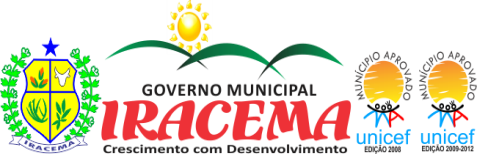 IRACEMA
GOVERNO MUNICIPAL
IRACEMA
Crescimento com Desenvolvimento
MUNICÍPIO APROVADO
unicef
EDIÇÃO 2008
MUNICÍPIO APROVADO
unicef
EDIÇÃO 2009-2012